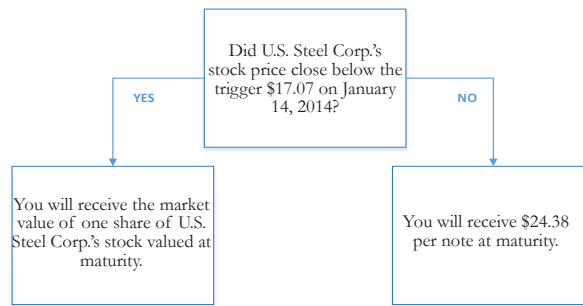 Did U.S. Steel Corp.'s
stock price close below the
trigger $17.07 on January
14, 2014?
YES
NO
You will receive the market
value of one share of U.S.
Steel Corp.'s stock valued at
maturity.
You will receive $24.38
per note at maturity.